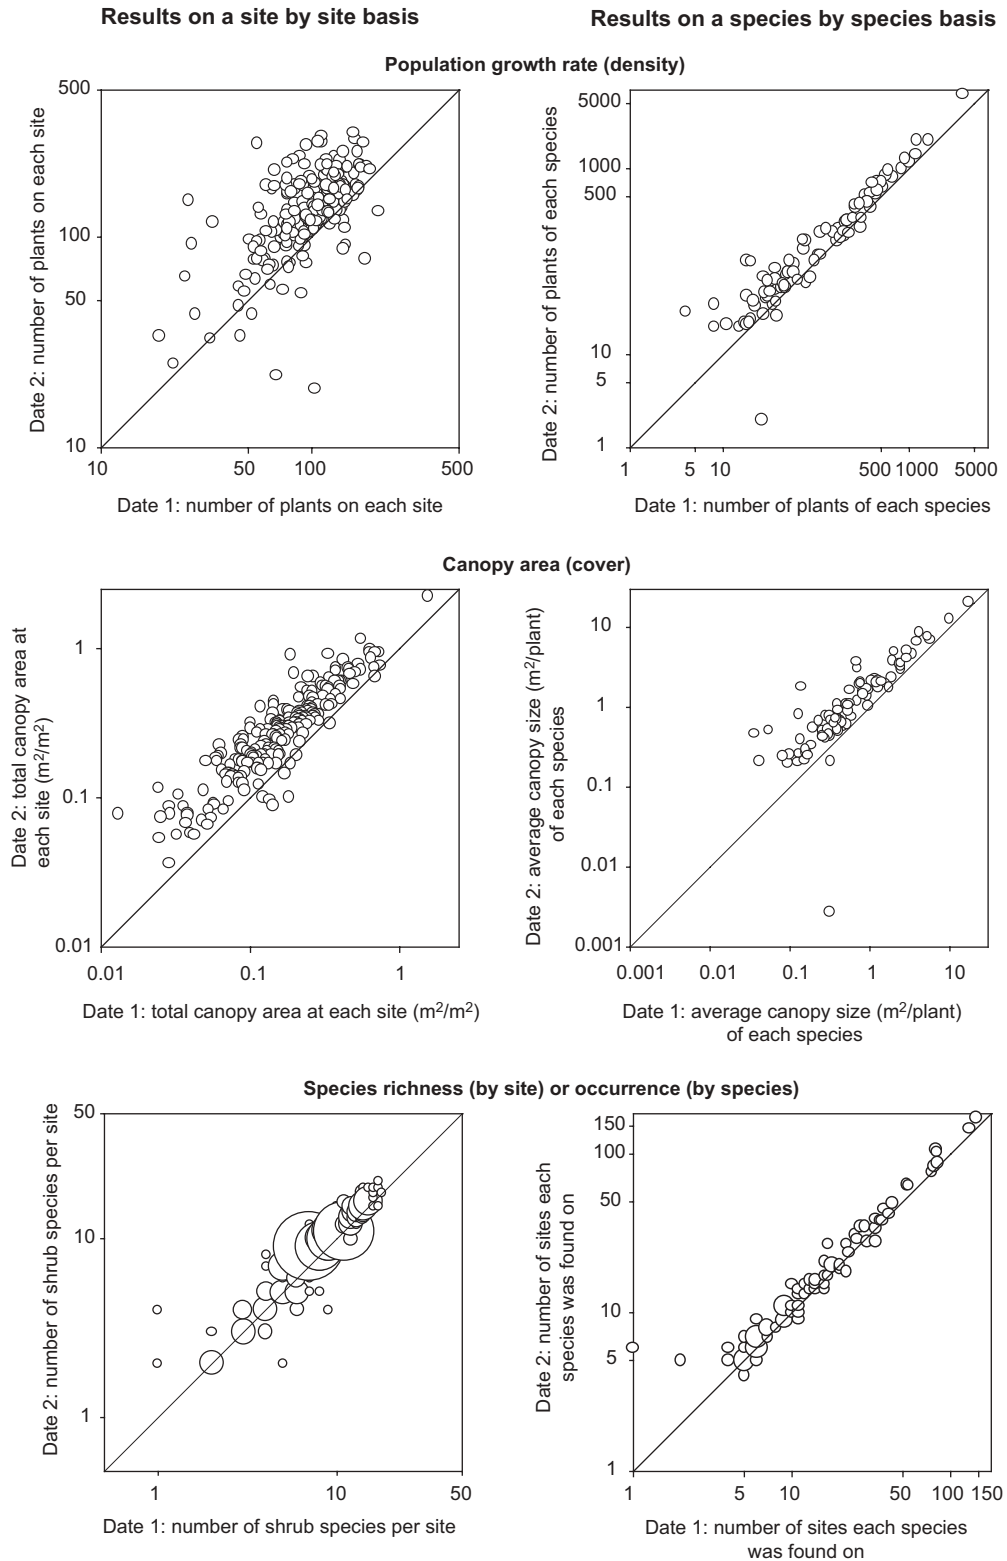 Results on a site by site basis
Results on a species by species basis
Population growth rate (density)
Date 2: number of plants on each site
500
100
50
10
10
50
100
500
Date 1: number of plants on each site
Date 2: number of plants of each species
5000
1000
500
10
5
1
1
5
10
500
1000
5000
Date 1: number of plants of each species
Canopy area (cover)
Date 2: total canopy area at
each site (m²/m²)
1
0.1
0.01
0.01
0.1
1
Date 1: total canopy area at each site (m²/m²)
Date 2: average canopy size (m²/plant)
of each species
10
1
0.1
0.01
0.001
0.001
0.01
0.1
1
10
Date 1: average canopy size (m²/plant)
of each species
Species richness (by site) or occurrence (by species)
Date 2: number of shrub species per site
50
10
1
1
10
50
Date 1: number of shrub species per site
Date 2: number of sites each
species was found on
150
100
50
10
5
1
1
5
10
50
100
150
Date 1: number of sites each species
was found on